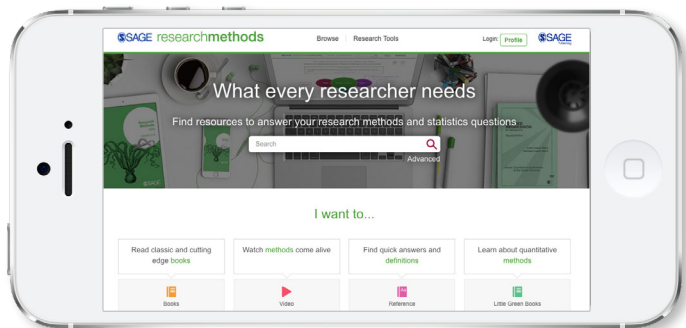 SAGE researchmethods
Browse
Research Tools
Login:
Profile
SAGE
What every researcher needs
Find resources to answer your research methods and statistics questions
Search
Advanced
SAGE
I want to...
Read classic and cutting
edge books
Watch methods come alive
Find quick answers and
definitions
Learn about quantitative
methods
Books
Video
Reference
Little Green Books